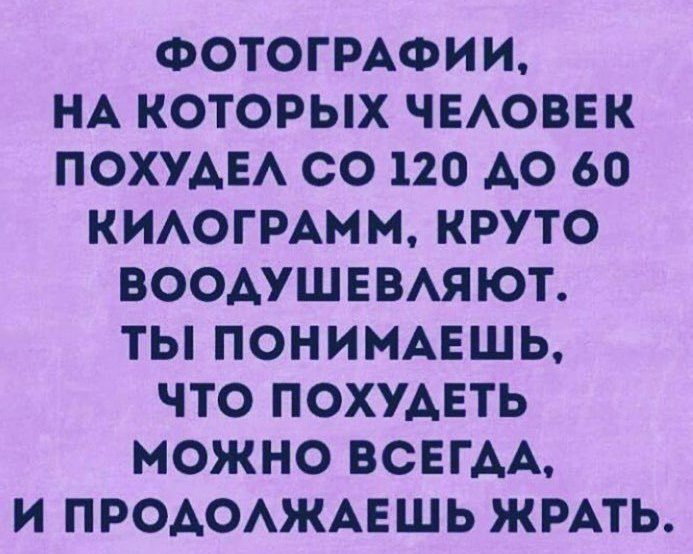 ФОТОГРАФИИ,
НА КОТОРЫХ ЧЕЛОВЕК
ПОХУДЕЛ СО 120 ДО 60
КИЛОГРАММ, КРУТО
ВООДУШЕВЛЯЮТ.
ТЫ ПОНИМАЕШЬ,
ЧТО ПОХУДЕТЬ
МОЖНО ВСЕГДА,
И ПРОДОЛЖАЕШЬ ЖРАТЬ.